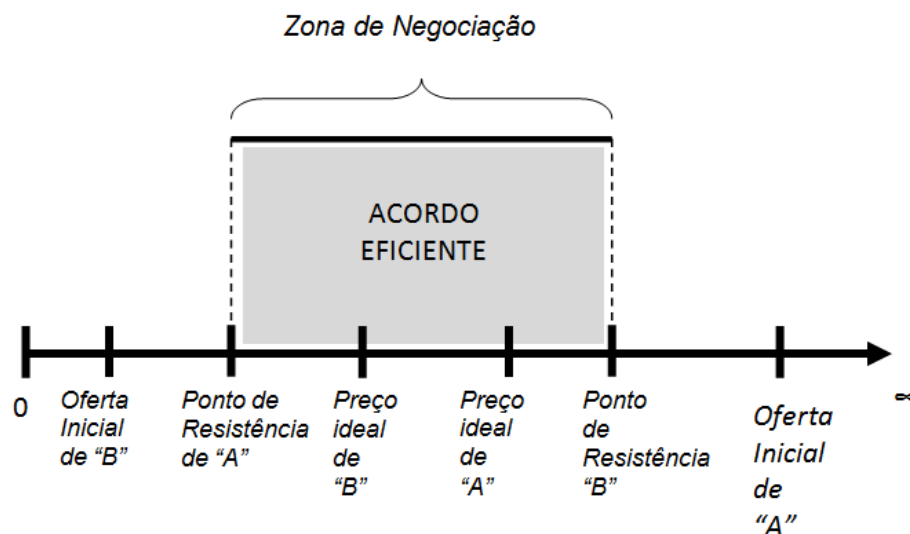 Zona de Negociação
ACORDO
EFICIENTE
0
Oferta
Inicial
de “B”
Ponto de
Resistência
de “A”
Preço
ideal
de
“B”
Preço
ideal
de
“A”
Ponto
de
Resistência
“B”
Oferta
Inicial
de
“A”
∞